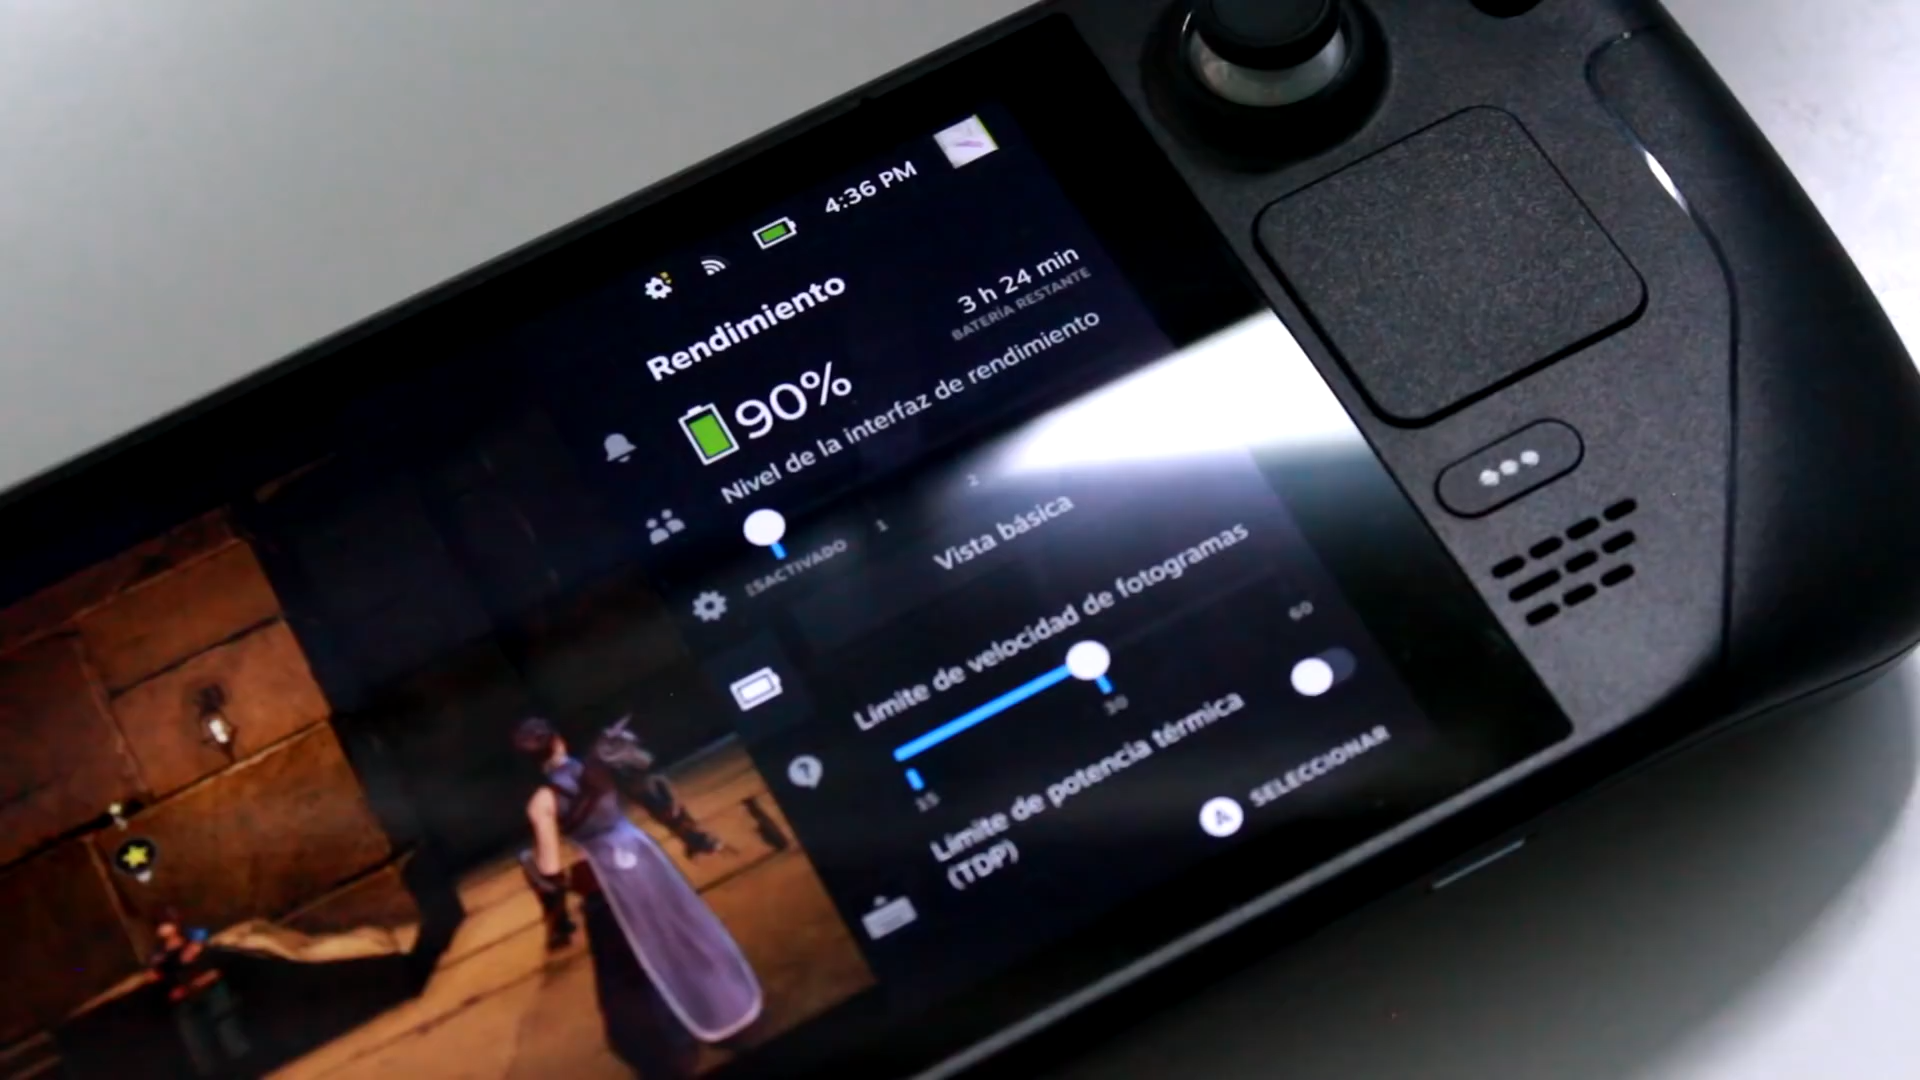 4:36 PM
Rendimiento
90%
3 h 24 min
BATERÍA RESTANTE
Nivel de la interfaz de rendimiento
ESACTIVADO 1 2
Vista básica
Límite de velocidad de fotogramas
15 30 60
Límite de potencia térmica
(TDP)
A SELECCIONAR